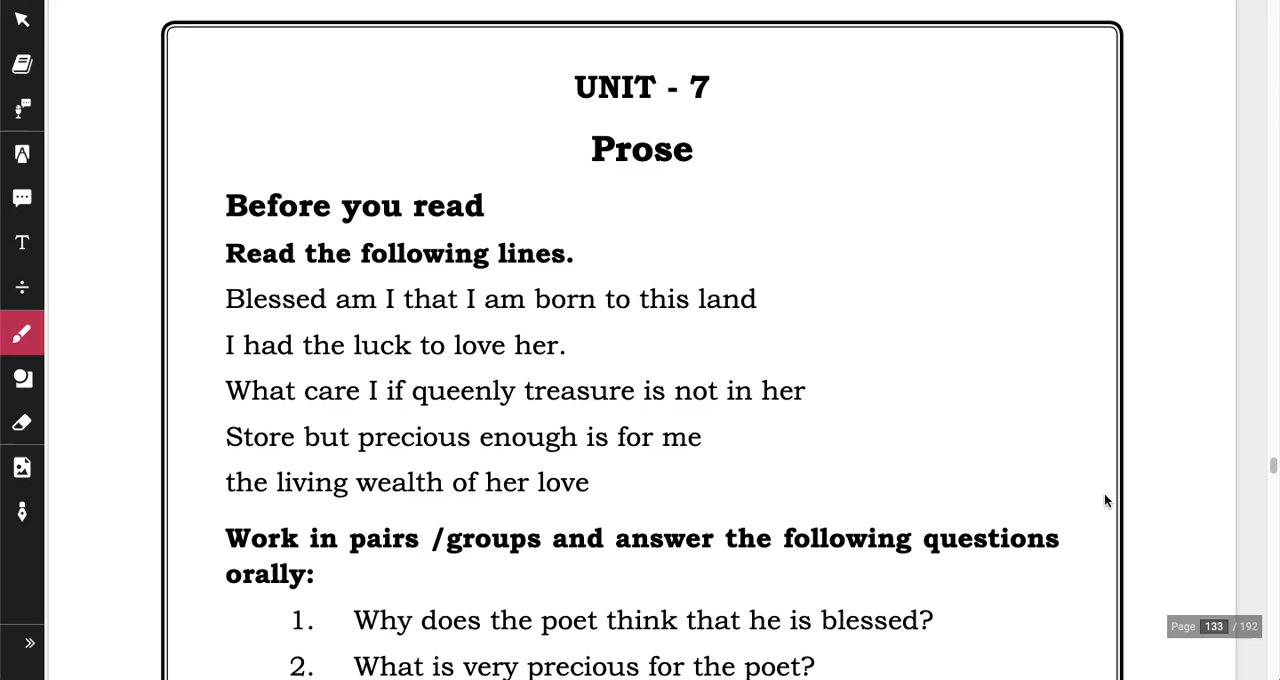 UNIT - 7
Prose
Before you read
Read the following lines.
Blessed am I that I am born to this land
I had the luck to love her.
What care I if queenly treasure is not in her
Store but precious enough is for me
the living wealth of her love
Work in pairs /groups and answer the following questions
orally:
1. Why does the poet think that he is blessed?
2. What is very precious for the poet?
Page 133 / 192